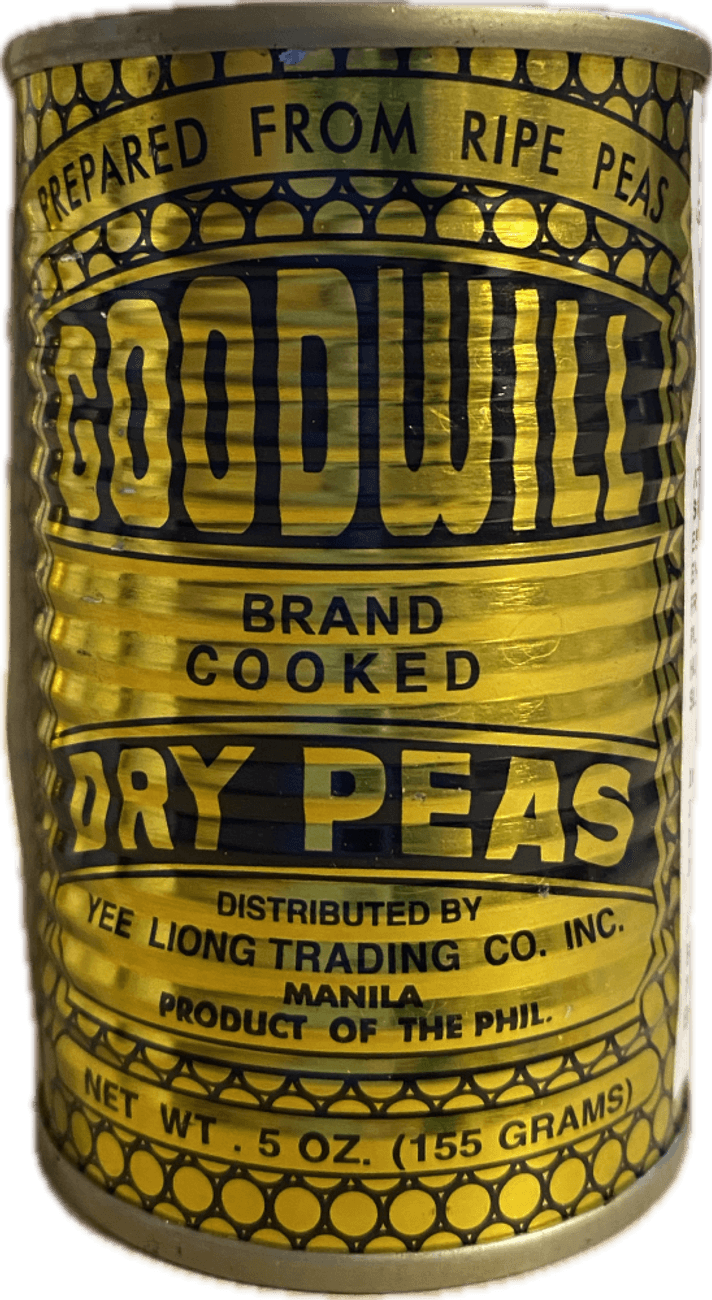 PREPARED FROM RIPE PEAS
GOODWILL
BRAND
COOKED
DRY PEAS
DISTRIBUTED BY
YEE LIONG TRADING CO. INC.
MANILA
PRODUCT OF THE PHIL.
NET WT. 5 OZ. (155 GRAMS)